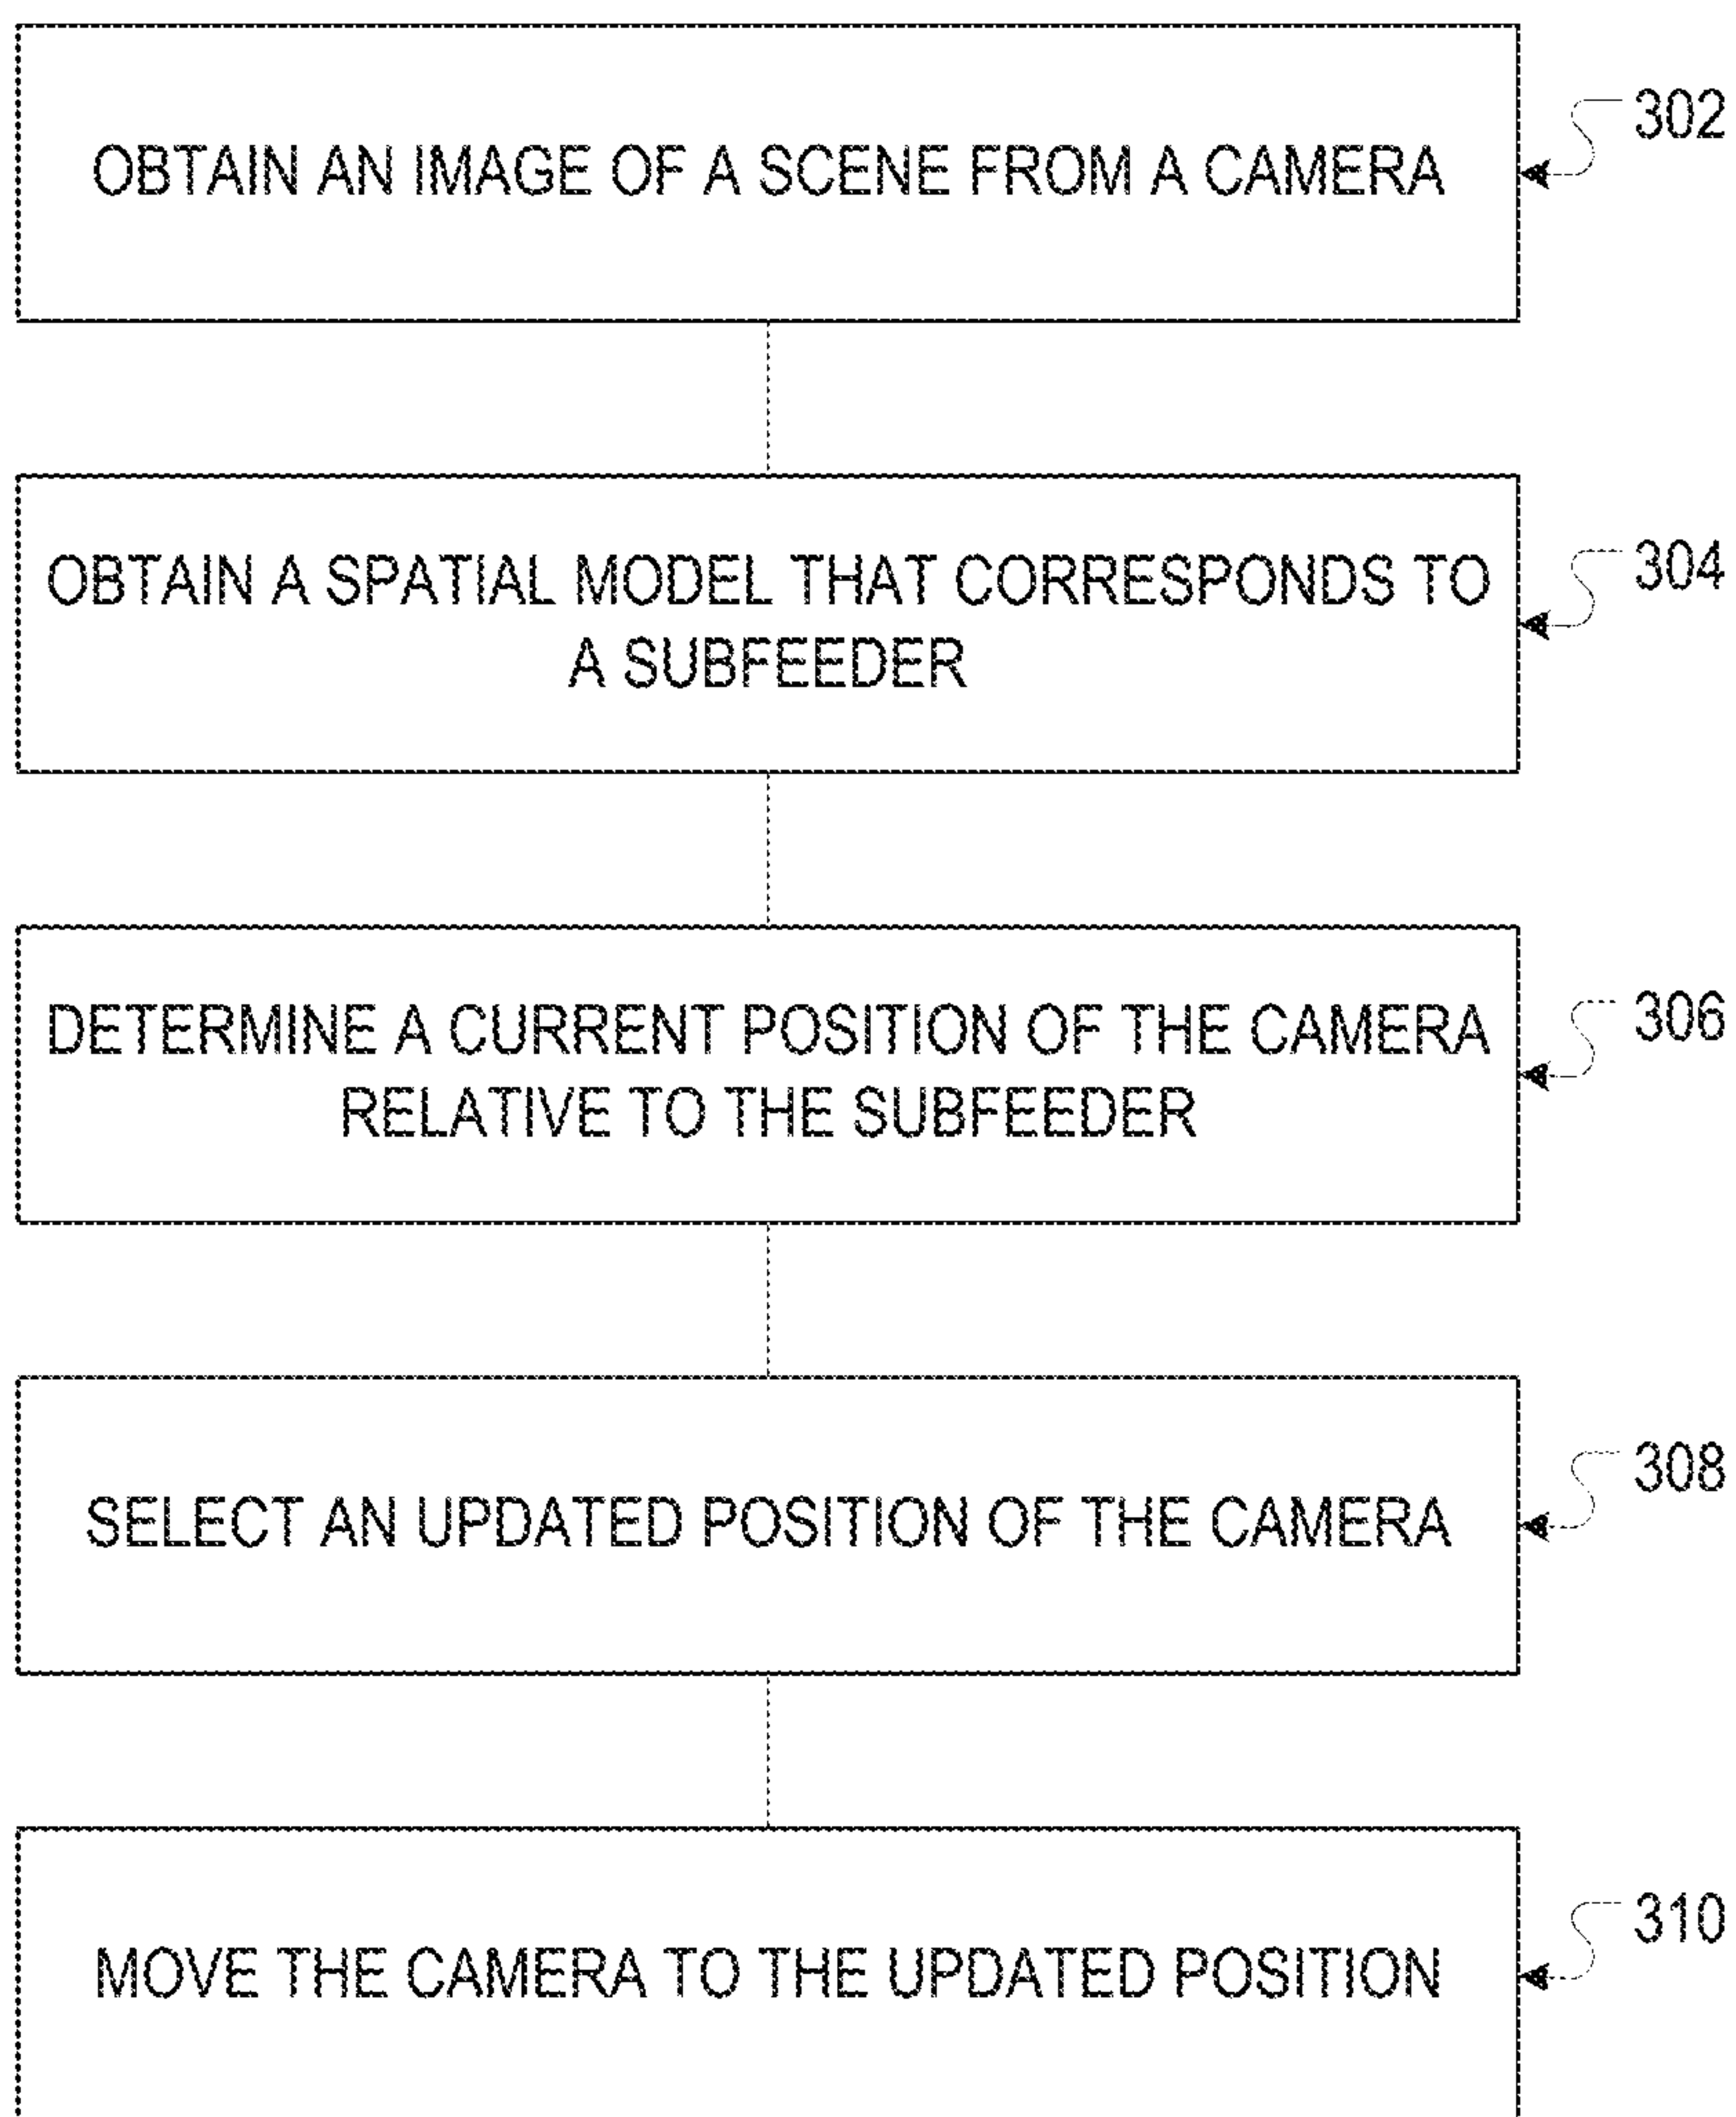 OBTAIN AN IMAGE OF A SCENE FROM A CAMERA
302
OBTAIN A SPATIAL MODEL THAT CORRESPONDS TO
A SUBFEEDER
304
DETERMINE A CURRENT POSITION OF THE CAMERA
RELATIVE TO THE SUBFEEDER
306
SELECT AN UPDATED POSITION OF THE CAMERA
308
MOVE THE CAMERA TO THE UPDATED POSITION
310